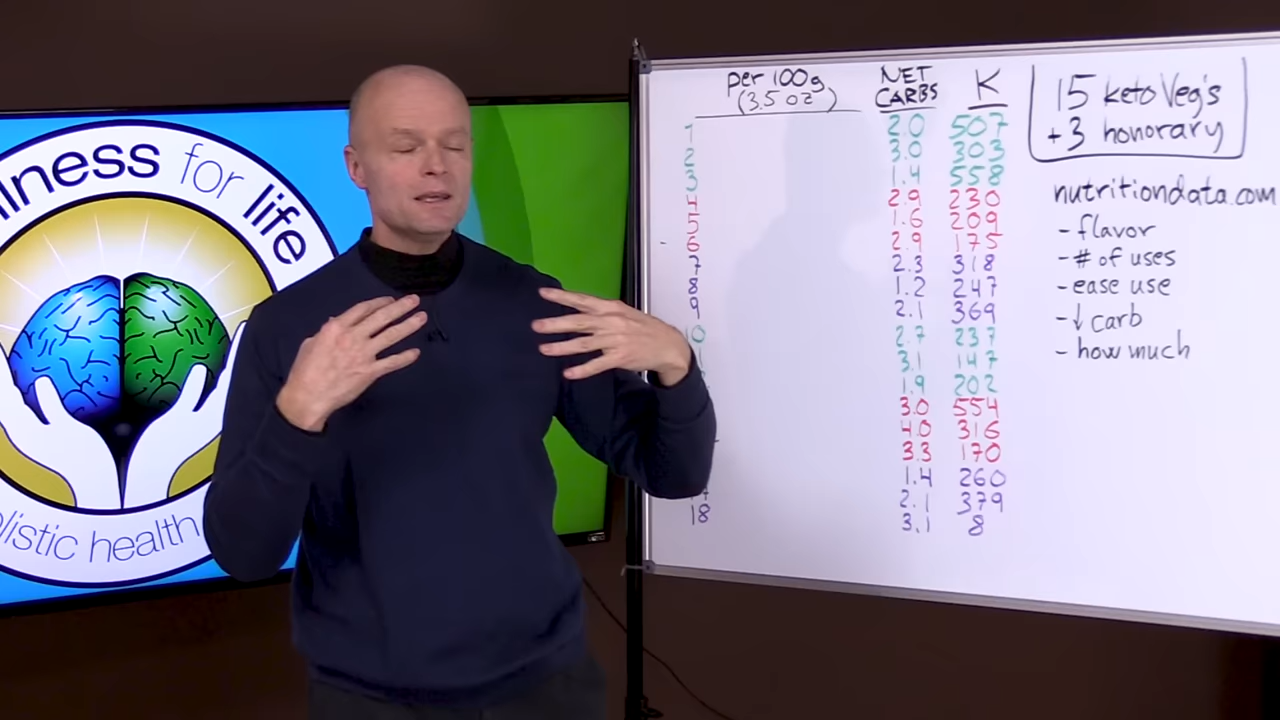 llness for life
olistic health
per 100g
(3.5 oz)
NET CARBS K
1 2.0 507
2 3.0 303
3 1.4 558
4 2.9 230
5 1.6 209
6 2.9 175
7 2.3 318
8 1.2 247
9 2.1 369
10 2.7 237
3.1 147
1.9 202
3.0 554
4.0 316
3.3 170
1.4 260
2.1 379
18 3.1 8
15 keto Veg's
+3 honorary
nutritiondata.com
- flavor
- # of uses
- ease use
- ↓ carb
- how much